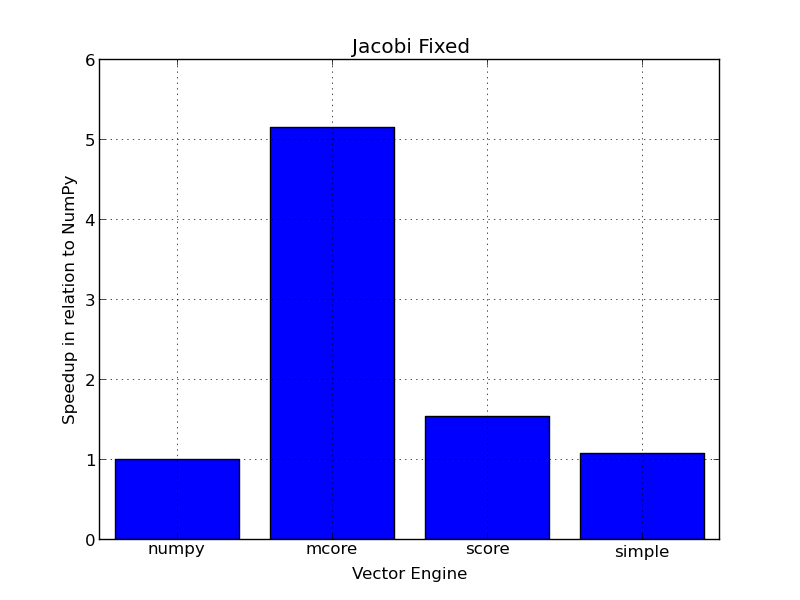 Jacobi Fixed
6
5
4
3
2
1
0
Speedup in relation to NumPy
numpy mcore score simple
Vector Engine